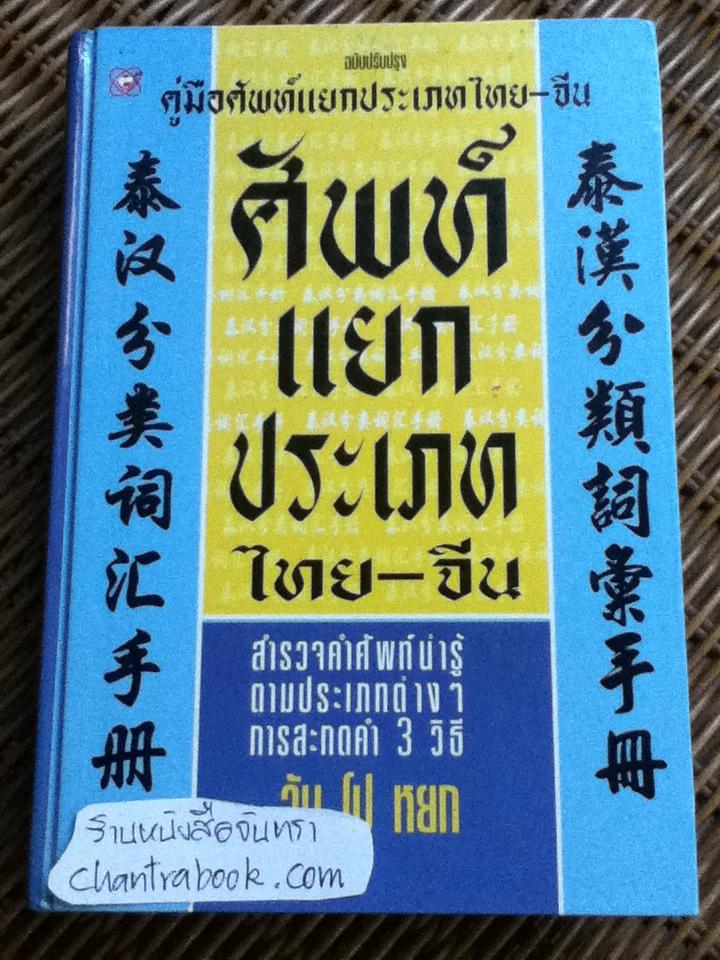 ฉบับปรับปรุง
คู่มือศัพท์แยกประเภทไทย-จีน
泰汉分类词汇手册
ศัพท์
แยก
ประเภท
ไทย-จีน
泰漢分類詞彙手冊
สำรวจคำศัพท์น่ารู้
ตามประเภทต่าง ๆ
การสะกดคำ 3 วิธี
หยก
ร้านหนังสือจันทรา
chantrabook.com